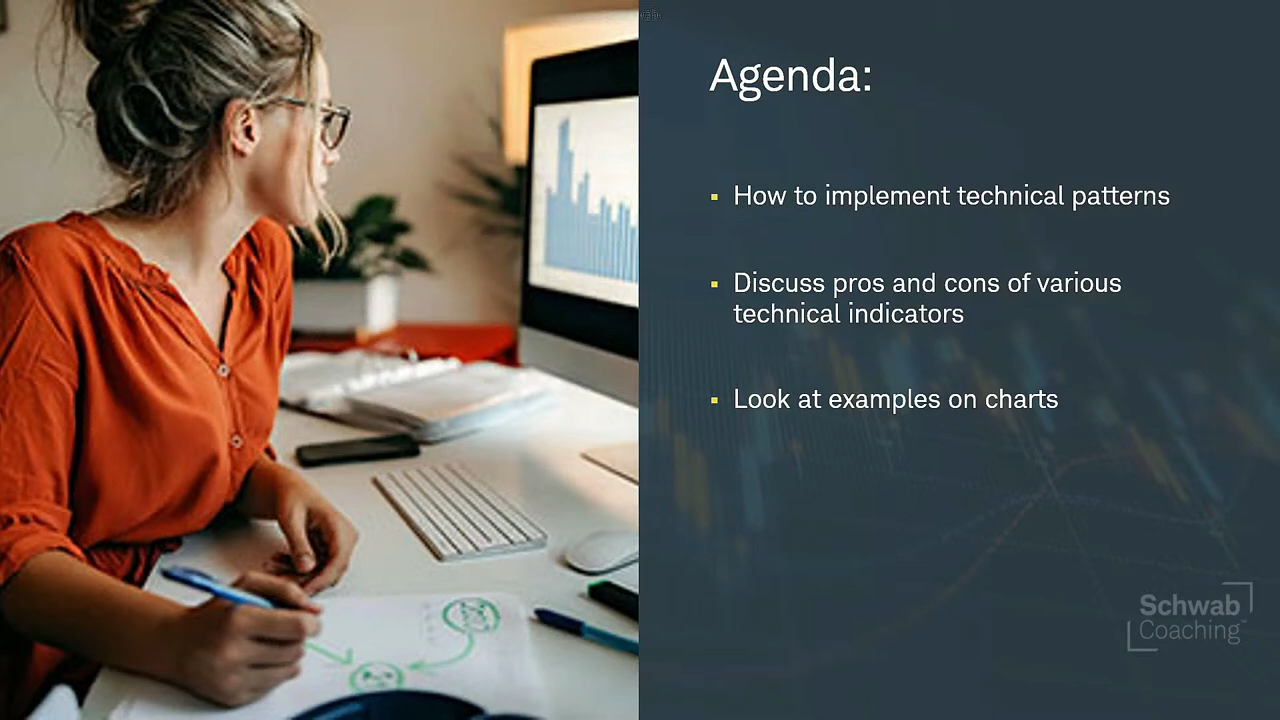 Agenda:
How to implement technical patterns
Discuss pros and cons of various
technical indicators
Look at examples on charts
Schwab
Coaching™